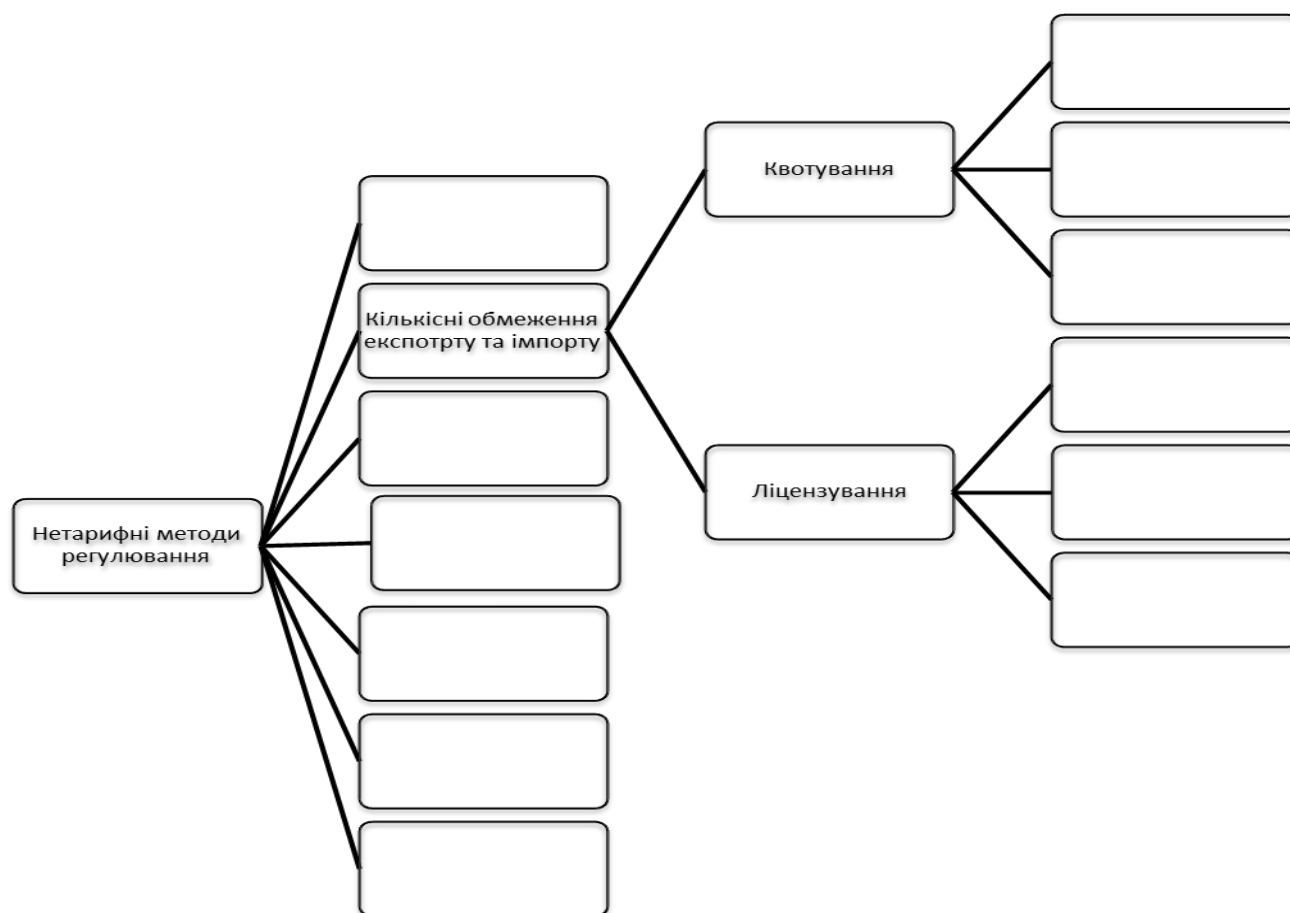 Квотування
Кількісні обмеження
експотрту та імпорту
Ліцензування
Нетарифні методи
регулювання